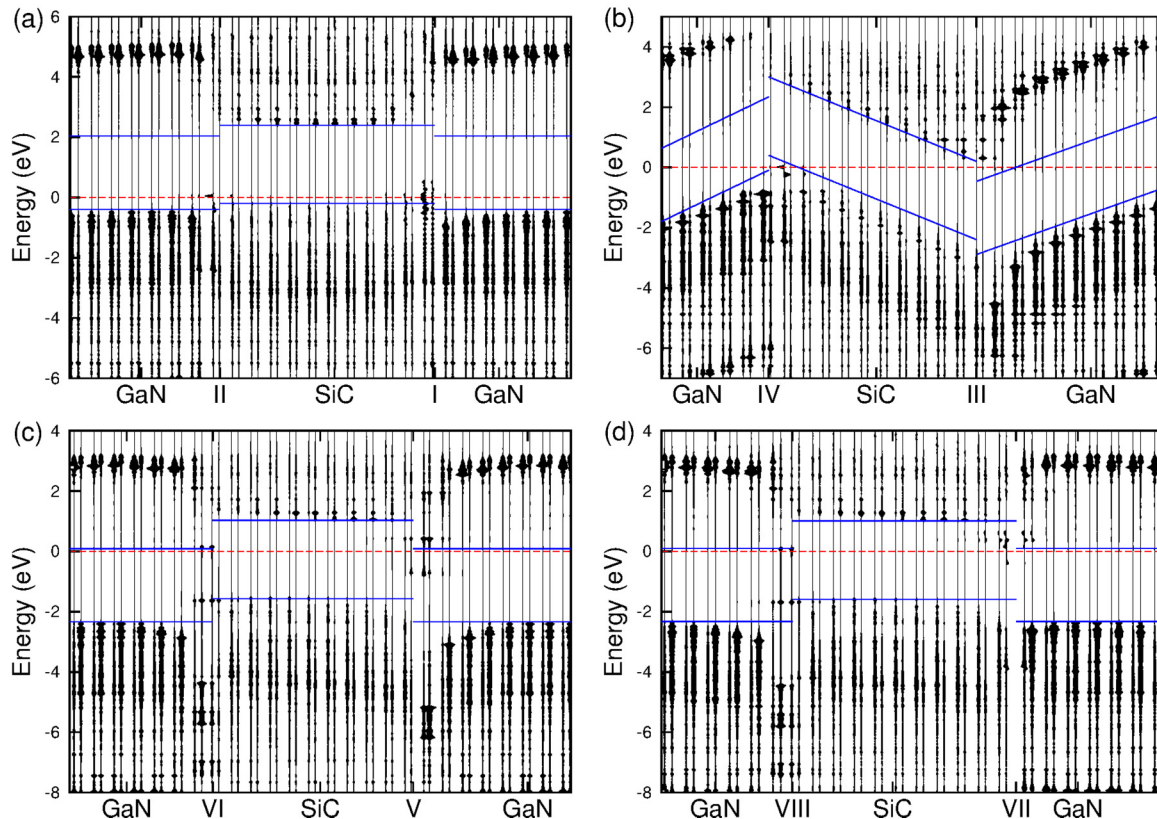 (a)
6
4
2
0
-2
-4
6
Energy (eV)
GaN II SiC I GaN
(b)
4
2
0
-2
-4
-6
Energy (eV)
GaN IV SiC III GaN
(c)
4
2
0
-2
-4
-6
-8
Energy (eV)
GaN VI SiC V GaN
(d)
4
2
0
-2
-4
-6
-8
Energy (eV)
GaN VIII SiC VII GaN